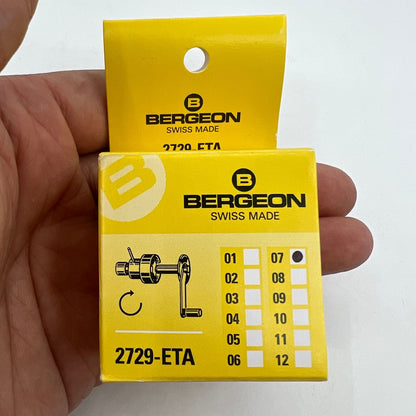 B
BERGEON
SWISS MADE
2729-ETA
B
B
BERGEON
SWISS MADE
01 07
02 08
03 09
04 10
05 11
06 12
2729-ETA